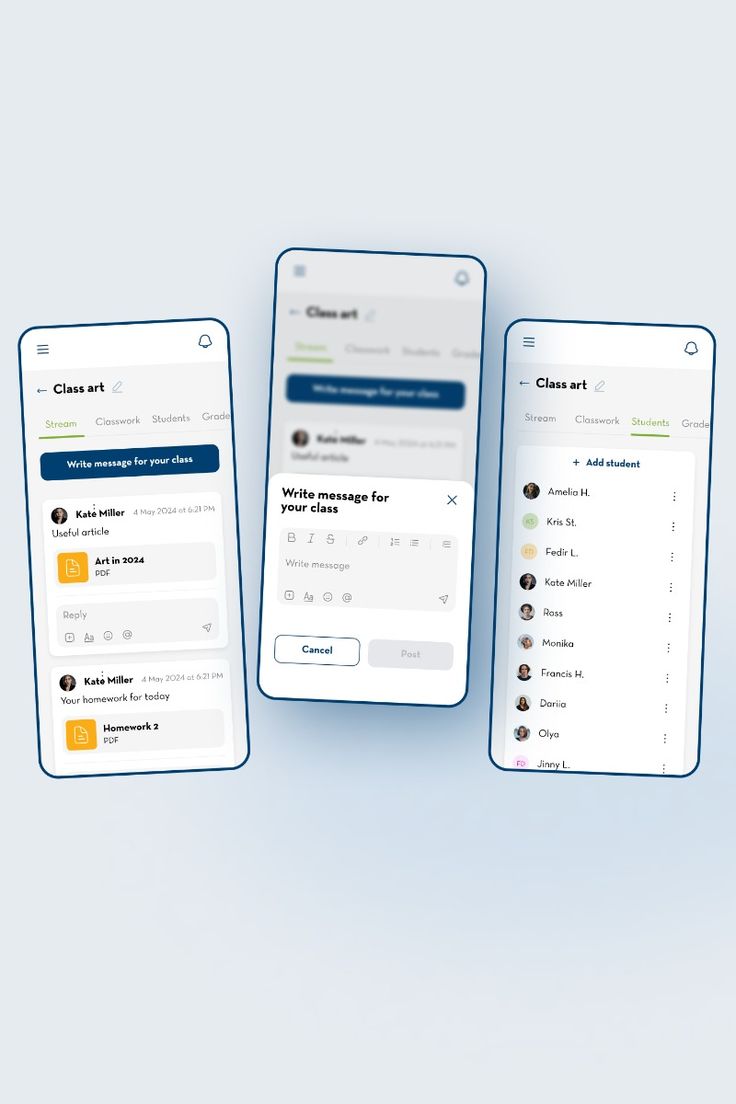 Class art
Stream Classwork Students Grade
Write message for your class
Kate Miller 4 May 2024 at 6:21 PM
Useful article
Art in 2024
PDF
Reply
Aa
Kate Miller 4 May 2024 at 6:21 PM
Your homework for today
Homework 2
PDF
Class art
Stream Classwork Students Grade
Write message for your class
Kate Miller 4 May 2024 at 6:21 PM
Useful article
Write message for
your class
B I S
Write message
Aa
Cancel Post
Class art
Stream Classwork Students Grade
+ Add student
Amelia H.
KS Kris St.
FD Fedir L.
Kate Miller
Ross
Monika
Francis H.
Dariia
Olya
FD Jinny L.